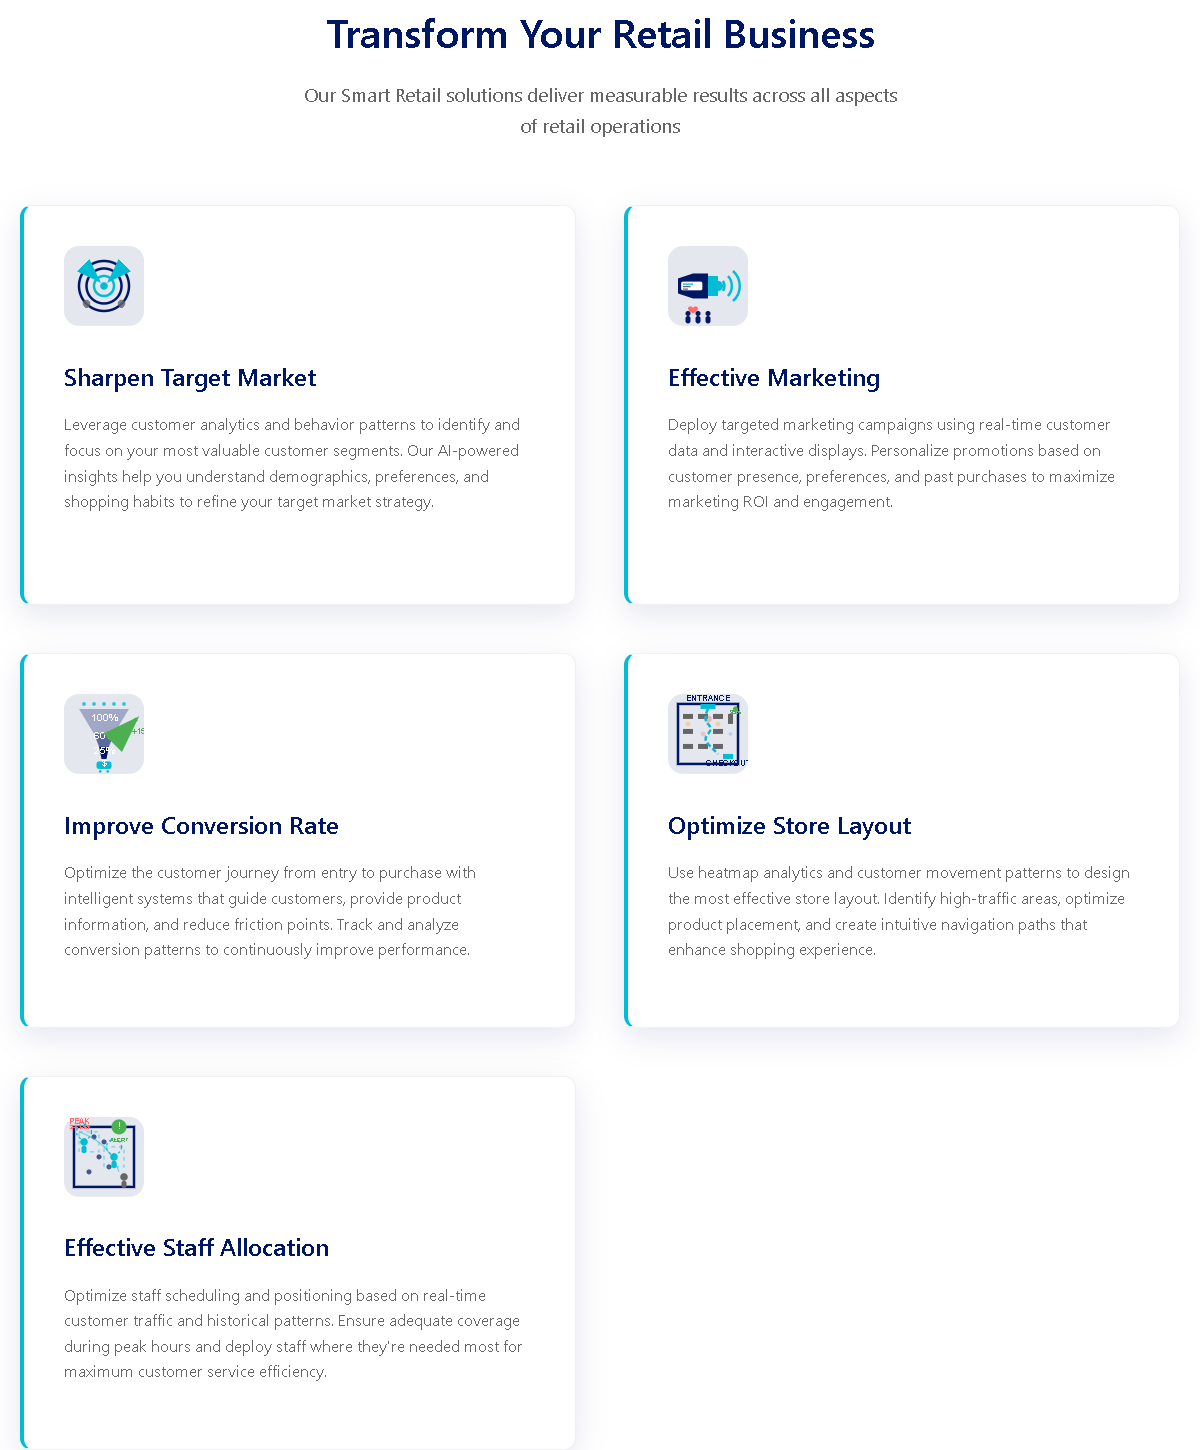 Transform Your Retail Business
Our Smart Retail solutions deliver measurable results across all aspects
of retail operations
Sharpen Target Market
Leverage customer analytics and behavior patterns to identify and
focus on your most valuable customer segments. Our AI-powered
insights help you understand demographics, preferences, and
shopping habits to refine your target market strategy.
Effective Marketing
Deploy targeted marketing campaigns using real-time customer
data and interactive displays. Personalize promotions based on
customer presence, preferences, and past purchases to maximize
marketing ROI and engagement.
100%
Improve Conversion Rate
Optimize the customer journey from entry to purchase with
intelligent systems that guide customers, provide product
information, and reduce friction points. Track and analyze
conversion patterns to continuously improve performance.
ENTRANCE
CHECKOUT
Optimize Store Layout
Use heatmap analytics and customer movement patterns to design
the most effective store layout. Identify high-traffic areas, optimize
product placement, and create intuitive navigation paths that
enhance shopping experience.
PEAK
!
ALERT
Effective Staff Allocation
Optimize staff scheduling and positioning based on real-time
customer traffic and historical patterns. Ensure adequate coverage
during peak hours and deploy staff where they're needed most for
maximum customer service efficiency.